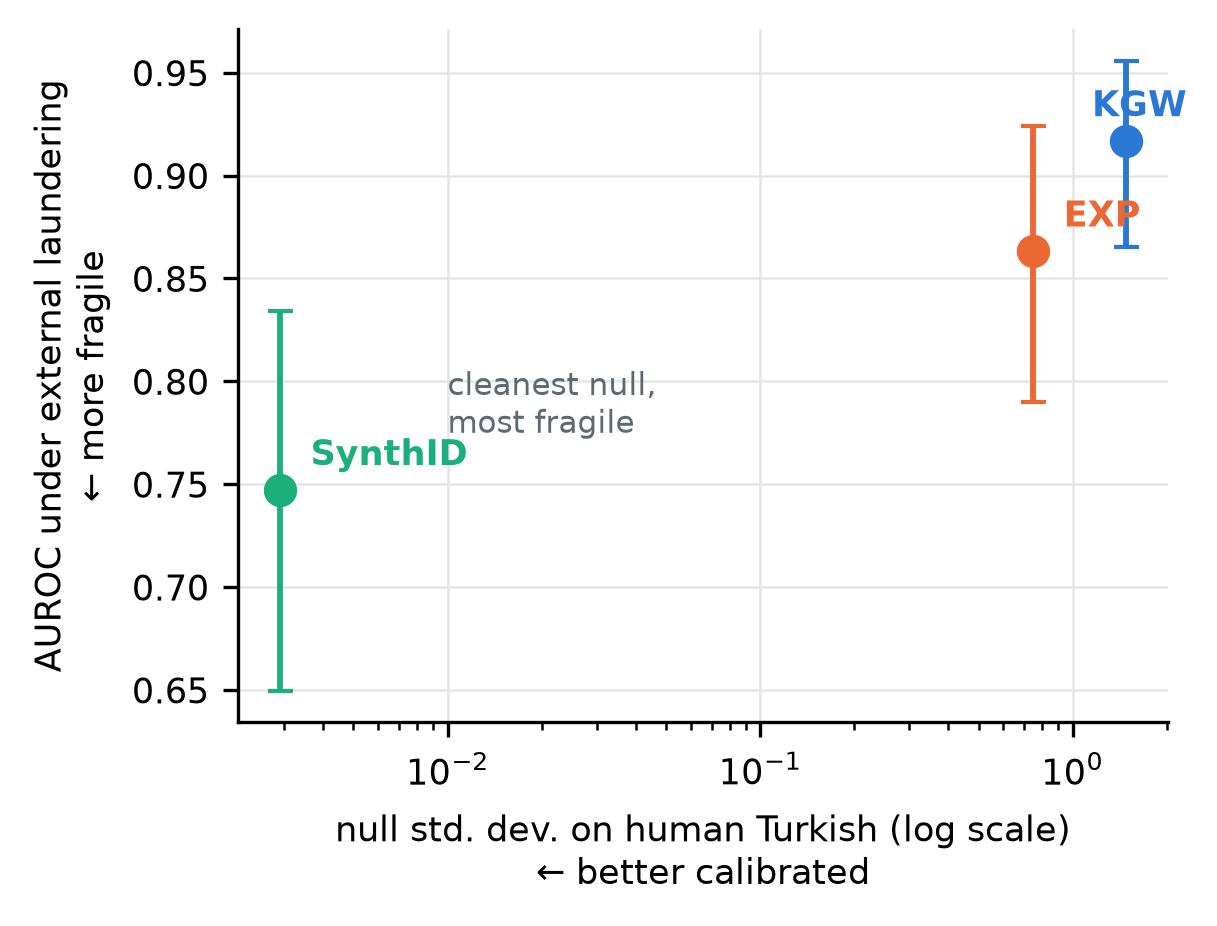 AUROC under external laundering
← more fragile
0.95
0.90
0.85
0.80
0.75
0.70
0.65
KGW
EXP
cleanest null,
most fragile
SynthID
10⁻²
10⁻¹
10⁰
null std. dev. on human Turkish (log scale)
← better calibrated